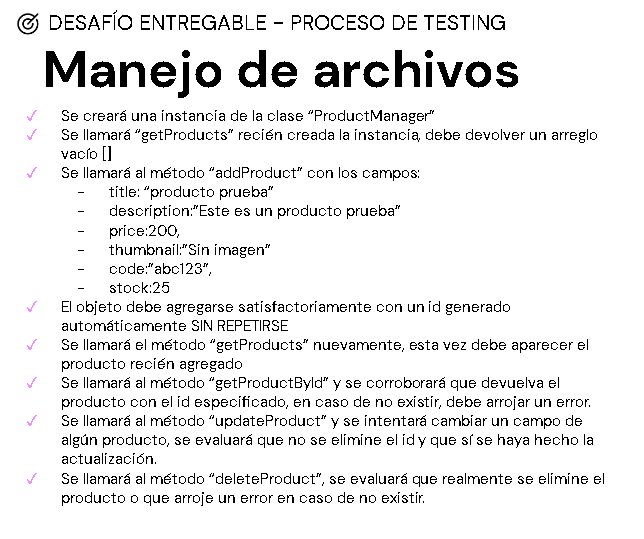 DESAFÍO ENTREGABLE - PROCESO DE TESTING
Manejo de archivos
✓ Se creará una instancia de la clase “ProductManager”
✓ Se llamará “getProducts” recién creada la instancia, debe devolver un arreglo
vacío []
✓ Se llamará al método “addProduct” con los campos:
- title: “producto prueba”
- description:”Este es un producto prueba”
- price:200,
- thumbnail:”Sin imagen”
- code:”abc123”,
- stock:25
✓ El objeto debe agregarse satisfactoriamente con un id generado
automáticamente SIN REPETIRSE
✓ Se llamará el método “getProducts” nuevamente, esta vez debe aparecer el
producto recién agregado
✓ Se llamará al método “getProductById” y se corroborará que devuelva el
producto con el id especificado, en caso de no existir, debe arrojar un error.
✓ Se llamará al método “updateProduct” y se intentará cambiar un campo de
algún producto, se evaluará que no se elimine el id y que sí se haya hecho la
actualización.
✓ Se llamará al método “deleteProduct”, se evaluará que realmente se elimine el
producto o que arroje un error en caso de no existir.